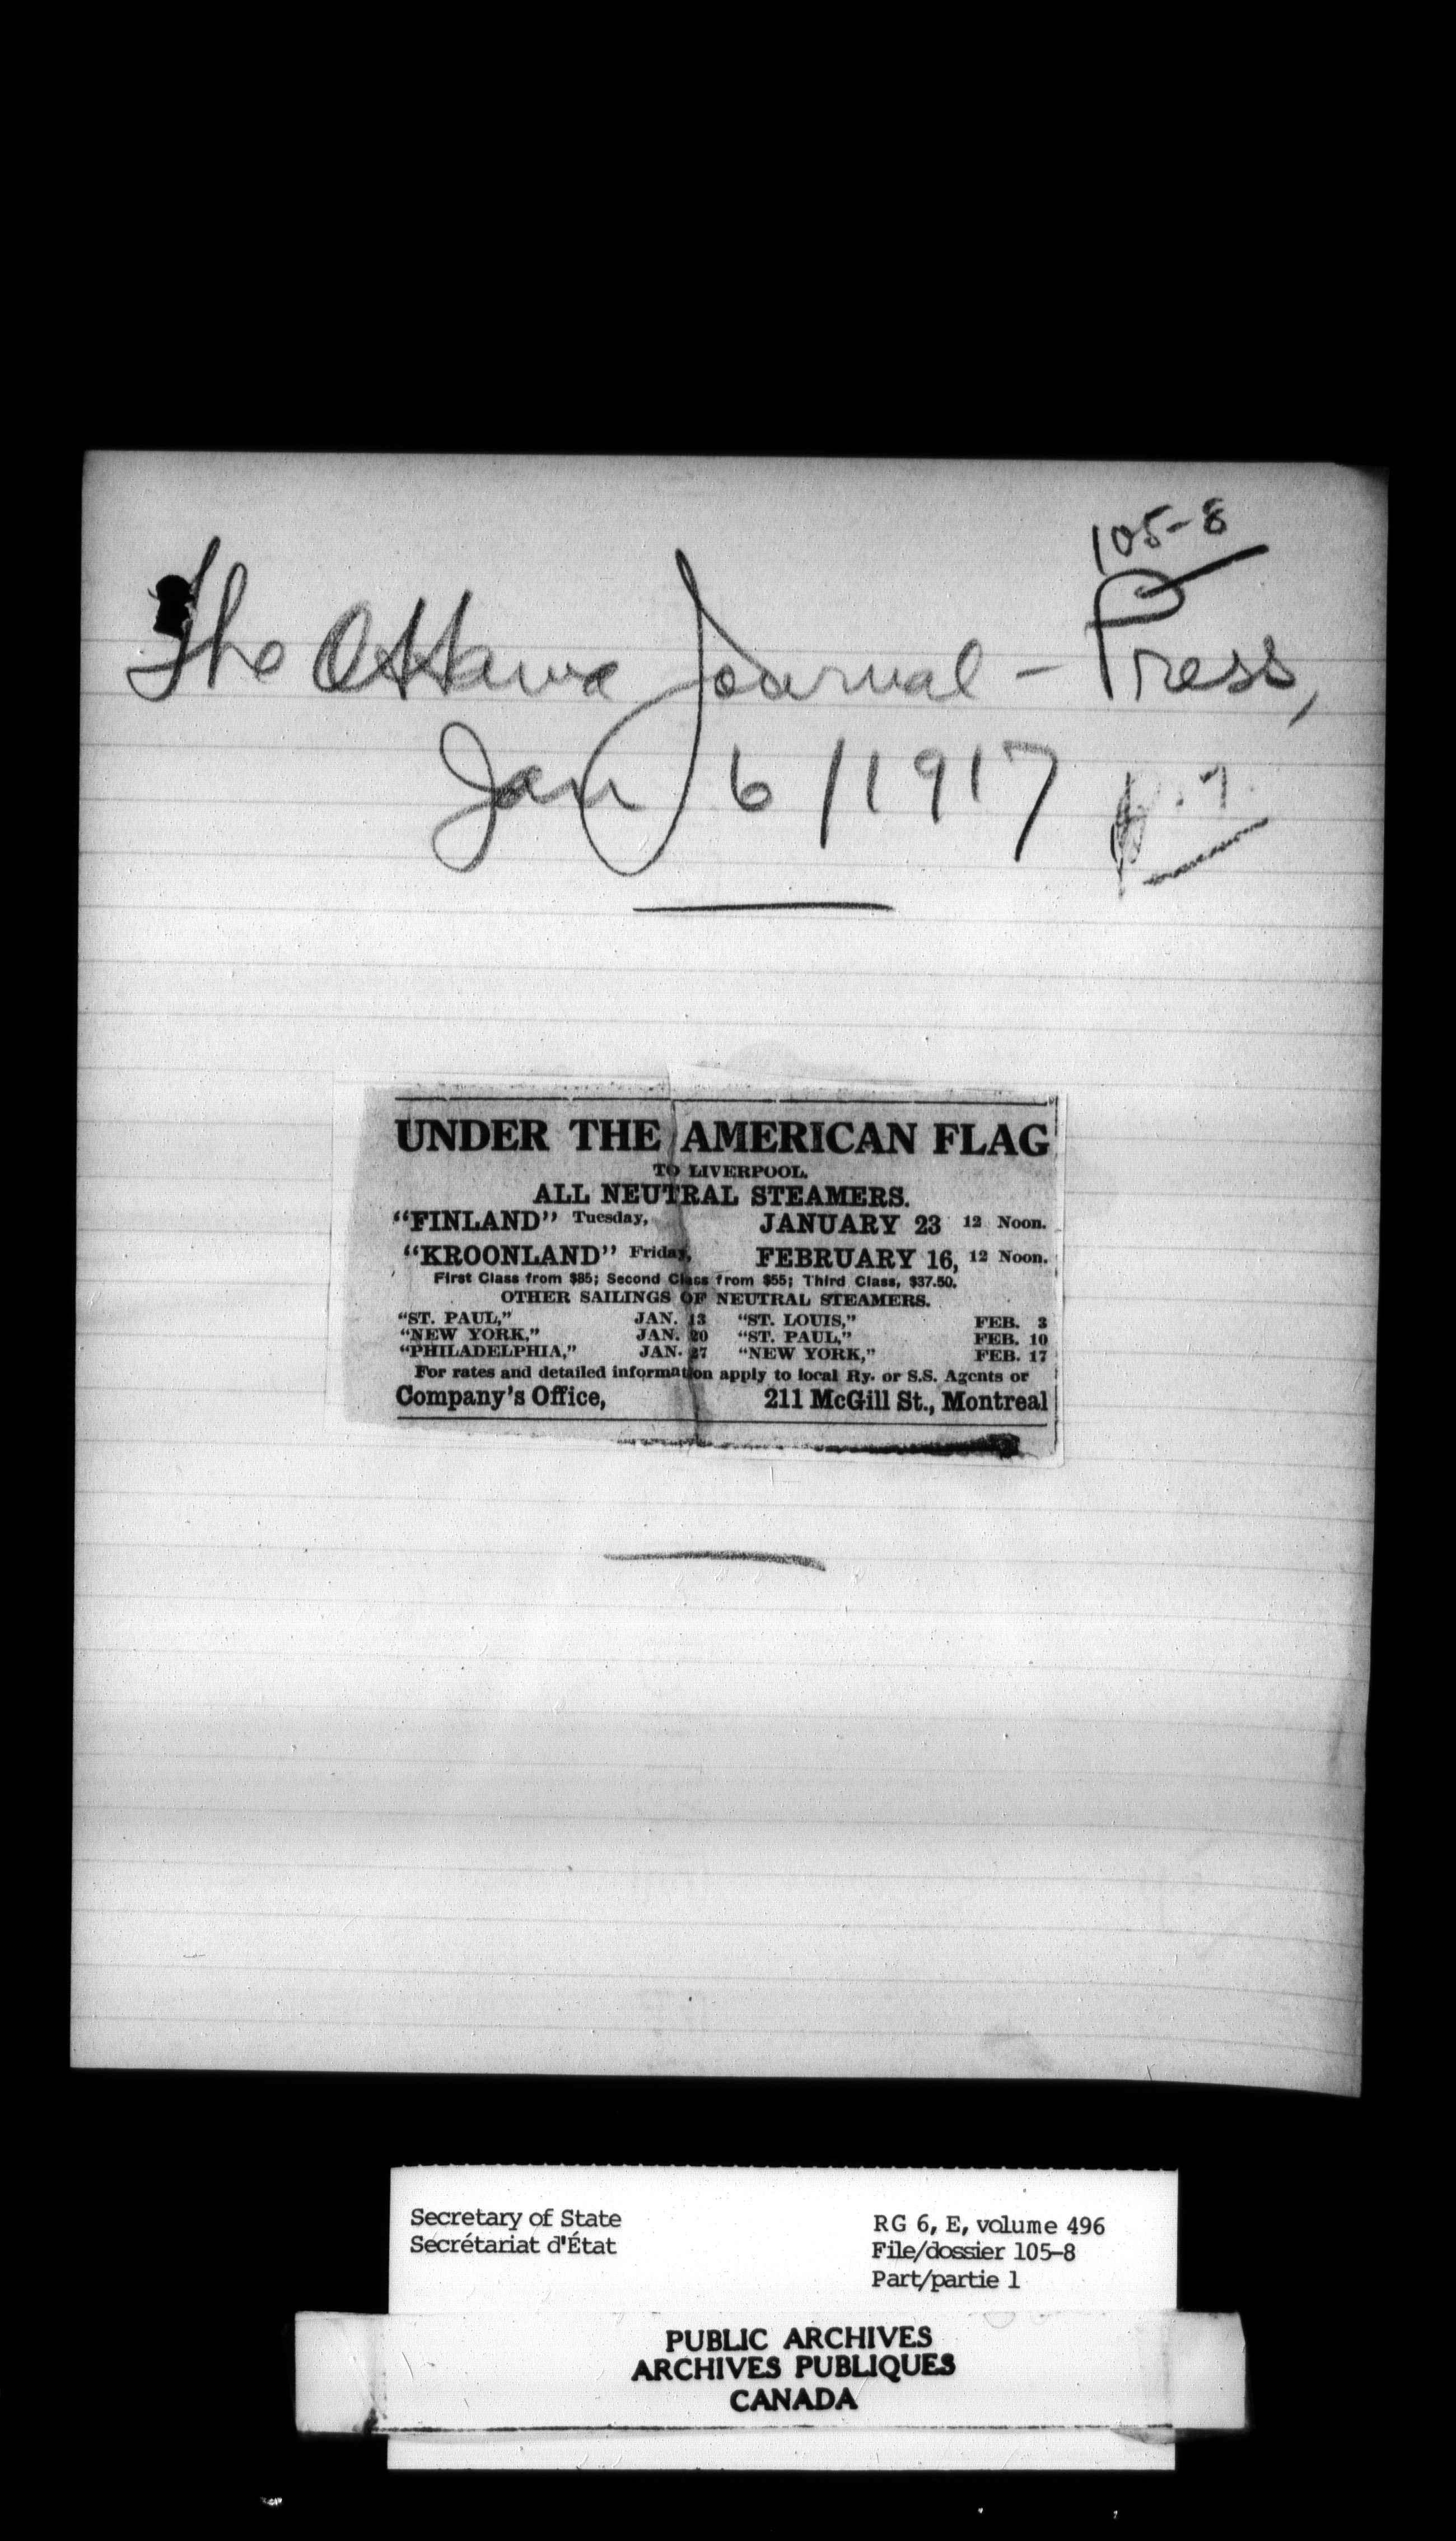 105-8
The Ottawa Journal - Press,
Jan 6/1917 p. 7.
UNDER THE AMERICAN FLAG
TO LIVERPOOL.
ALL NEUTRAL STEAMERS.
"FINLAND" Tuesday, JANUARY 23 12 Noon.
"KROONLAND" Friday, FEBRUARY 16, 12 Noon.
First Class from $85; Second Class from $55; Third Class, $37.50.
OTHER SAILINGS OF NEUTRAL STEAMERS.
"ST. PAUL," JAN. 13 "ST. LOUIS," FEB. 3
"NEW YORK," JAN. 20 "ST. PAUL," FEB. 10
"PHILADELPHIA," JAN. 27 "NEW YORK," FEB. 17
For rates and detailed information apply to local Ry. or S.S. Agents or
Company's Office, 211 McGill St., Montreal
Secretary of State RG 6, E, volume 496
Secrétariat d'État File/dossier 105-8
Part/partie 1
PUBLIC ARCHIVES
ARCHIVES PUBLIQUES
CANADA